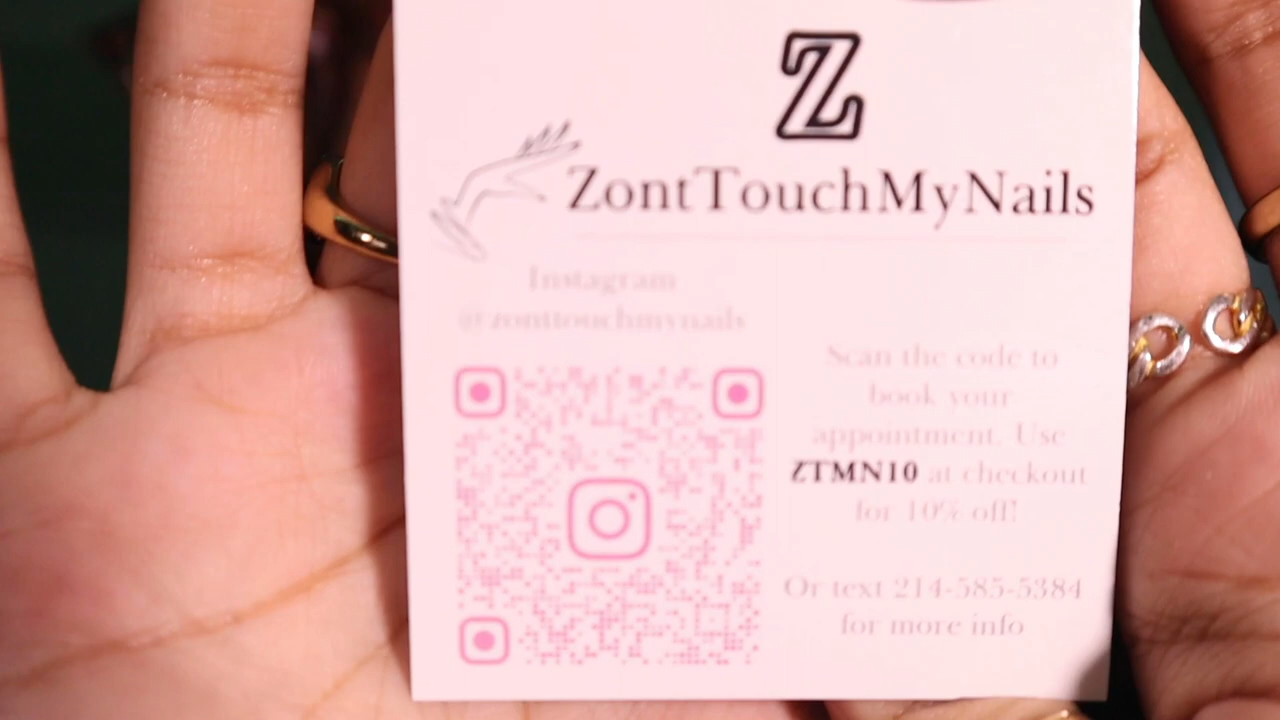 Z
ZontTouchMyNails
Instagram
@zonttouchmynails
Scan the code to
book your
appointment. Use
ZTMN10 at checkout
for 10% off!
Or text 214-585-5384
for more info